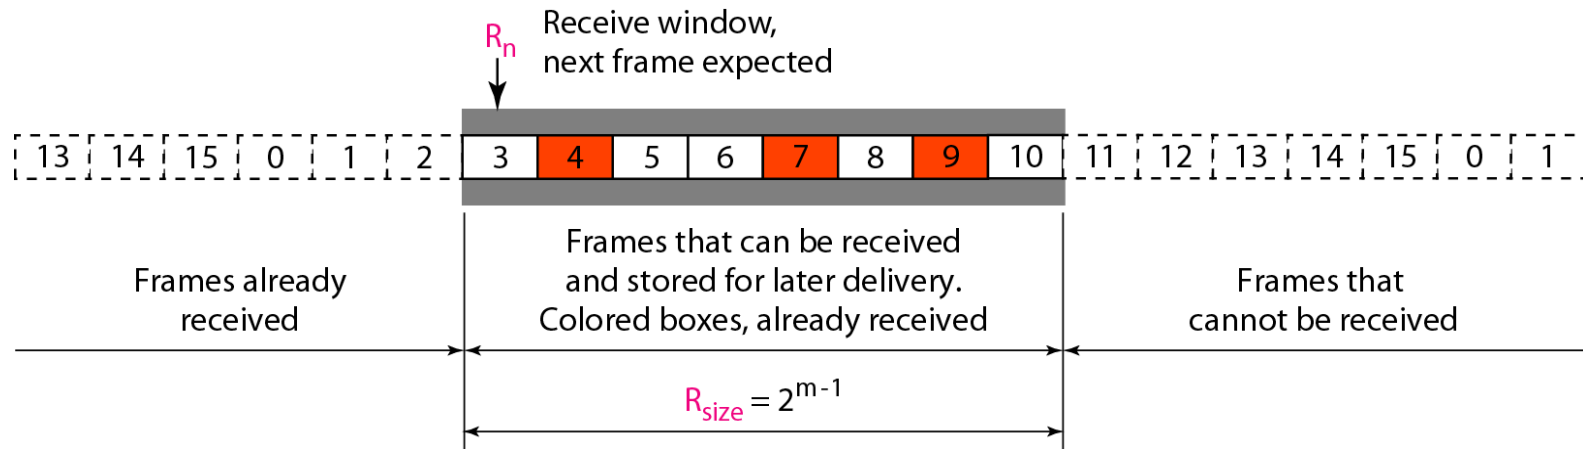 Rn Receive window,
next frame expected
13 14 15 0 1 2 3 4 5 6 7 8 9 10 11 12 13 14 15 0 1
Frames already
received
Frames that can be received
and stored for later delivery.
Colored boxes, already received
Frames that
cannot be received
Rsize = 2^m-1